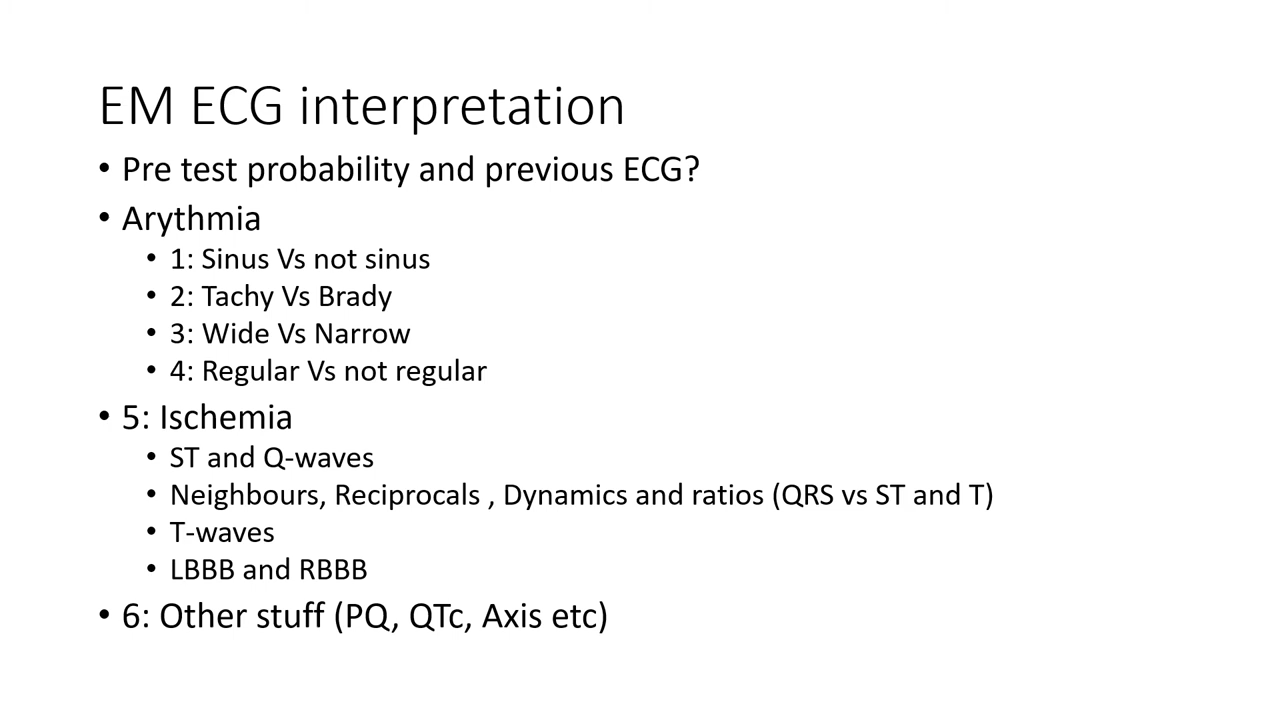 EM ECG interpretation
• Pre test probability and previous ECG?
• Arythmia
• 1: Sinus Vs not sinus
• 2: Tachy Vs Brady
• 3: Wide Vs Narrow
• 4: Regular Vs not regular
• 5: Ischemia
• ST and Q-waves
• Neighbours, Reciprocals , Dynamics and ratios (QRS vs ST and T)
• T-waves
• LBBB and RBBB
• 6: Other stuff (PQ, QTc, Axis etc)